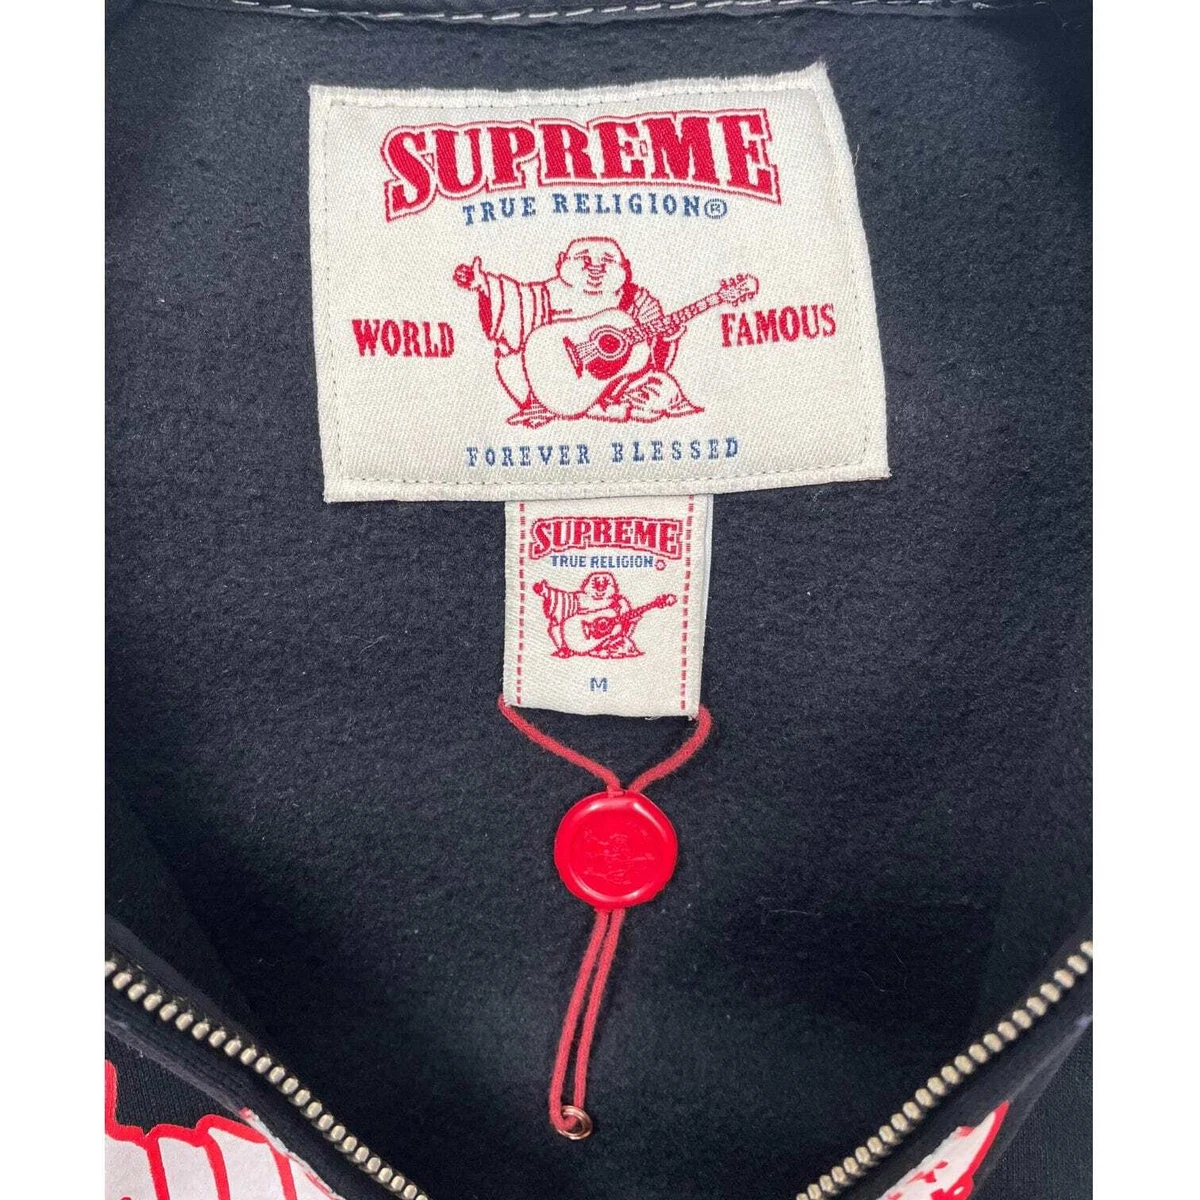 SUPREME
TRUE RELIGION®
WORLD FAMOUS
FOREVER BLESSED
SUPREME
TRUE RELIGION
M